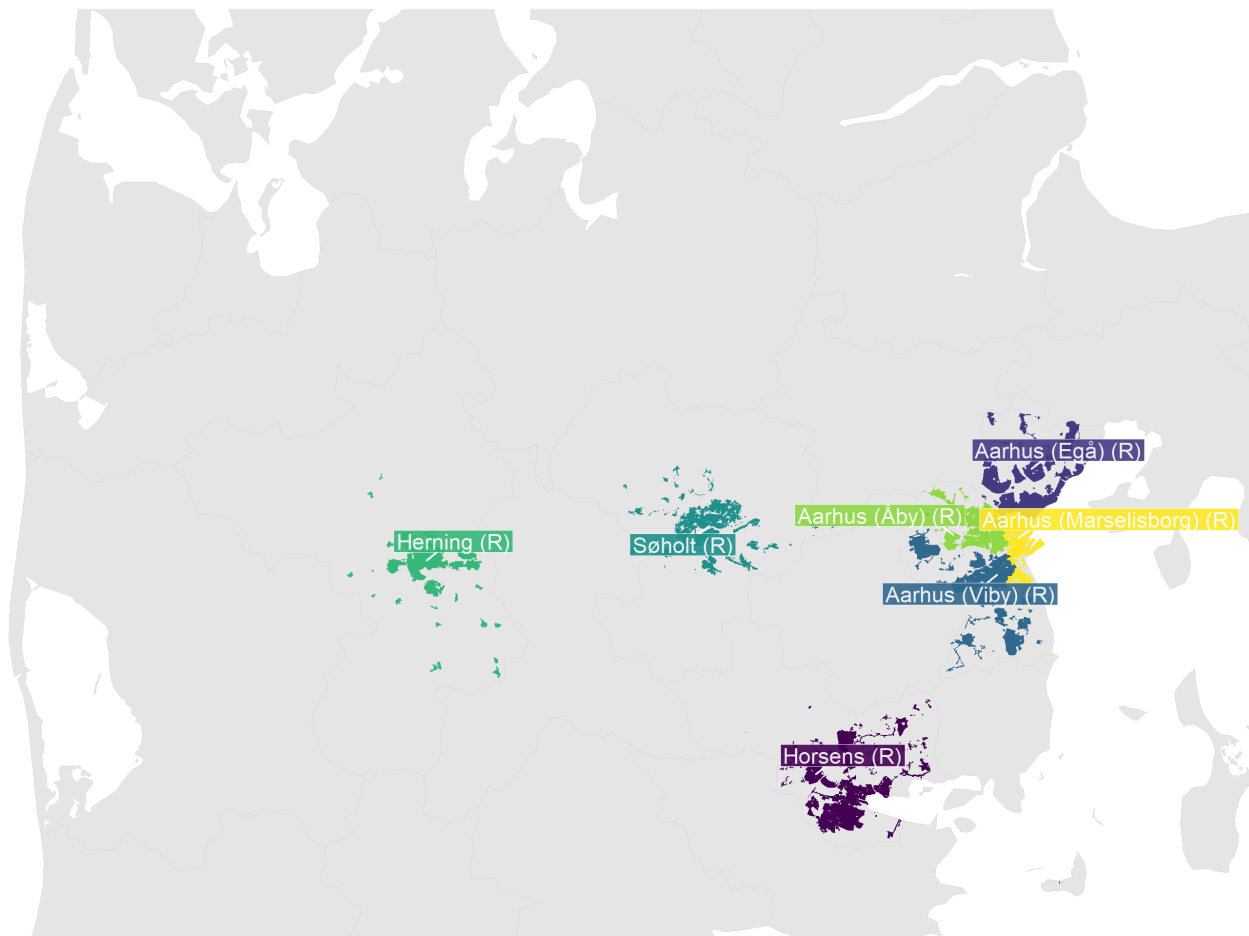 Aarhus (Egå) (R)
Aarhus (Åby) (R)
Aarhus (Marselisborg) (R)
Herning (R)
Søholt (R)
Aarhus (Viby) (R)
Horsens (R)